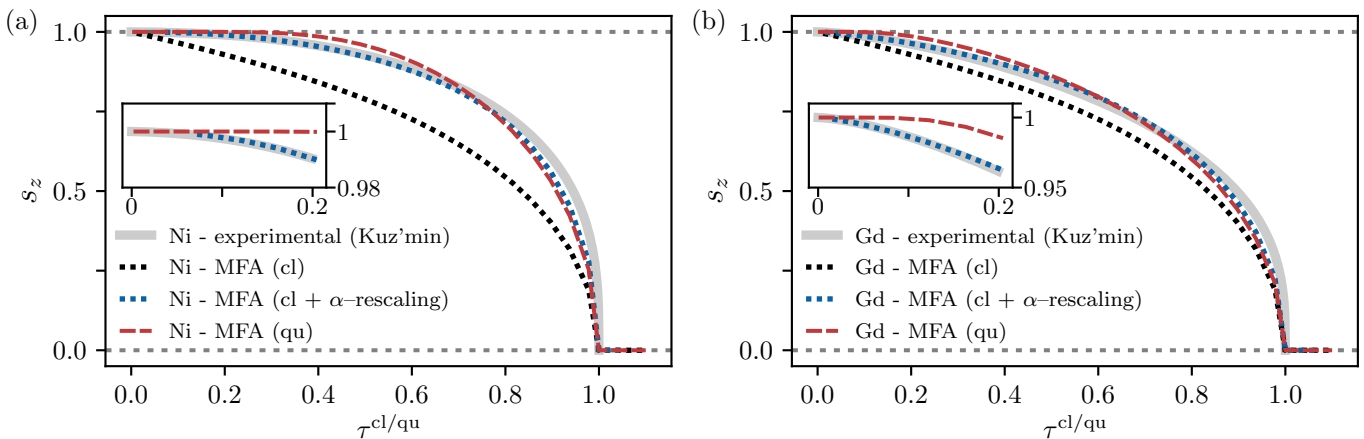 (a)
1.0
0.5
0.0
s_z
1
0.98
0
0.2
Ni - experimental (Kuz'min)
Ni - MFA (cl)
Ni - MFA (cl + α–rescaling)
Ni - MFA (qu)
0.0 0.2 0.4 0.6 0.8 1.0
τ^cl/qu
(b)
1.0
0.5
0.0
s_z
1
0.95
0
0.2
Gd - experimental (Kuz'min)
Gd - MFA (cl)
Gd - MFA (cl + α–rescaling)
Gd - MFA (qu)
0.0 0.2 0.4 0.6 0.8 1.0
τ^cl/qu